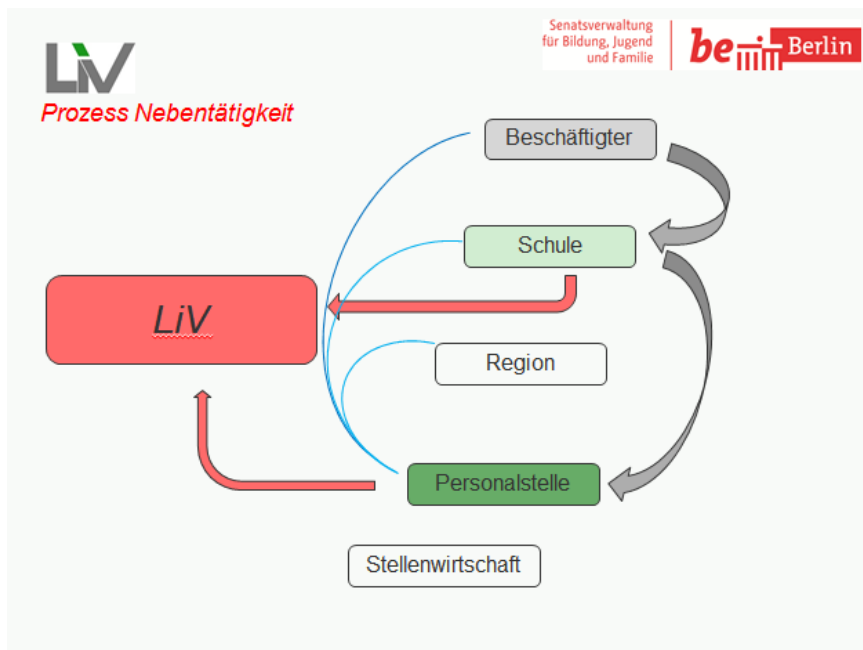 Senatsverwaltung
für Bildung, Jugend
und Familie
be Berlin
LiV
Prozess Nebentätigkeit
Beschäftigter
Schule
LiV
Region
Personalstelle
Stellenwirtschaft